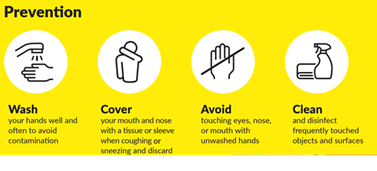 Prevention
Wash
your hands well and
often to avoid
contamination
Cover
your mouth and nose
with a tissue or sleeve
when coughing or
sneezing and discard
Avoid
touching eyes, nose,
or mouth with
unwashed hands
Clean
and disinfect
frequently touched
objects and surfaces